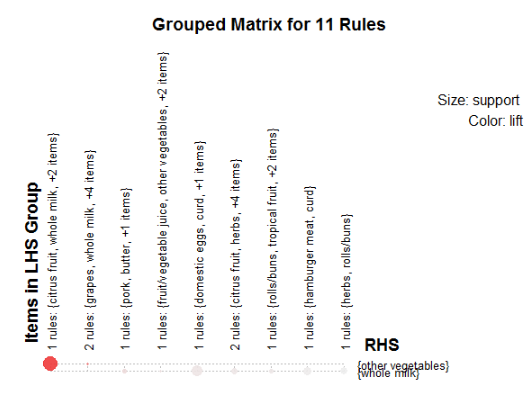 Grouped Matrix for 11 Rules
Size: support
Color: lift
Items in LHS Group
1 rules: {citrus fruit, whole milk, +2 items}
2 rules: {grapes, whole milk, +4 items}
1 rules: {pork, butter, +1 items}
1 rules: {fruit/vegetable juice, other vegetables, +2 items}
1 rules: {domestic eggs, curd, +1 items}
2 rules: {citrus fruit, herbs, +4 items}
1 rules: {rolls/buns, tropical fruit, +2 items}
1 rules: {hamburger meat, curd}
1 rules: {herbs, rolls/buns}
RHS
{other vegetables}
{whole milk}